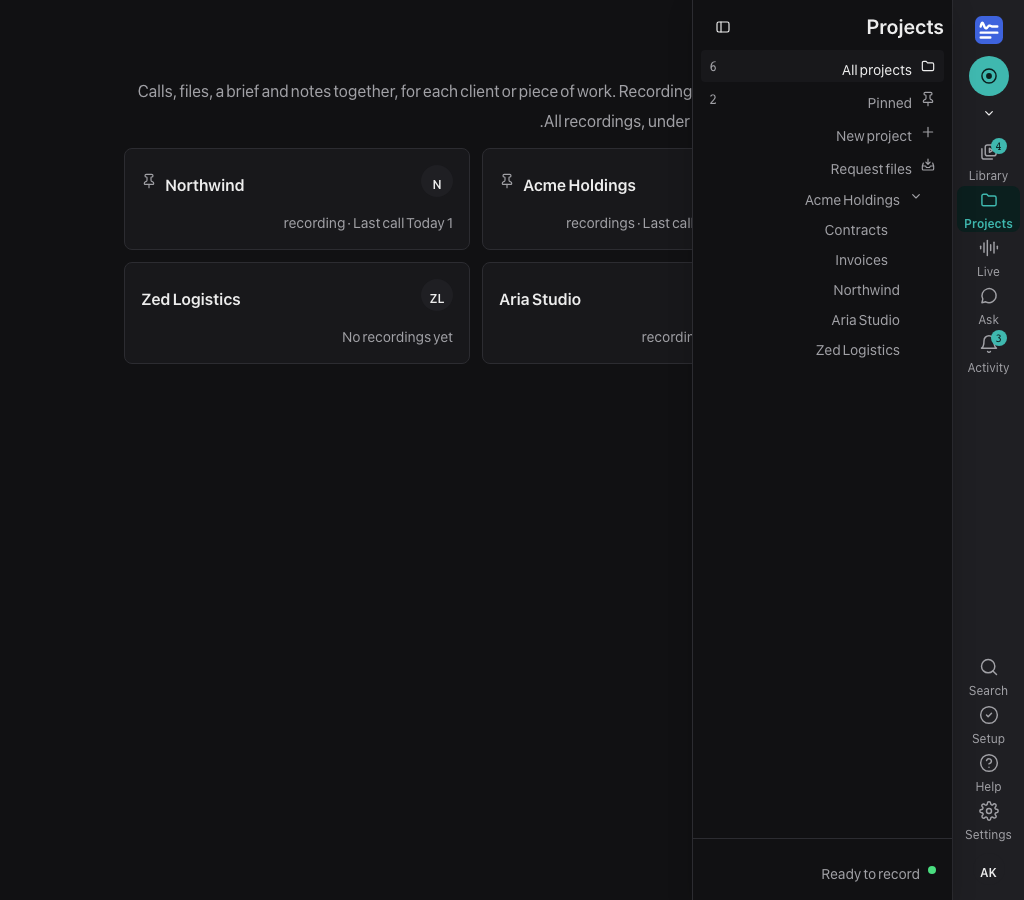 Projects
All projects 6
Pinned 2
New project
Request files
Acme Holdings
Contracts
Invoices
Northwind
Aria Studio
Zed Logistics
Ready to record
4
Library
Projects
Live
Ask
3
Activity
Search
Setup
Help
Settings
AK
Calls, files, a brief and notes together, for each client or piece of work. Recording
.All recordings, under
Northwind N
recording · Last call Today 1
Acme Holdings
recordings · Last call
Zed Logistics ZL
No recordings yet
Aria Studio